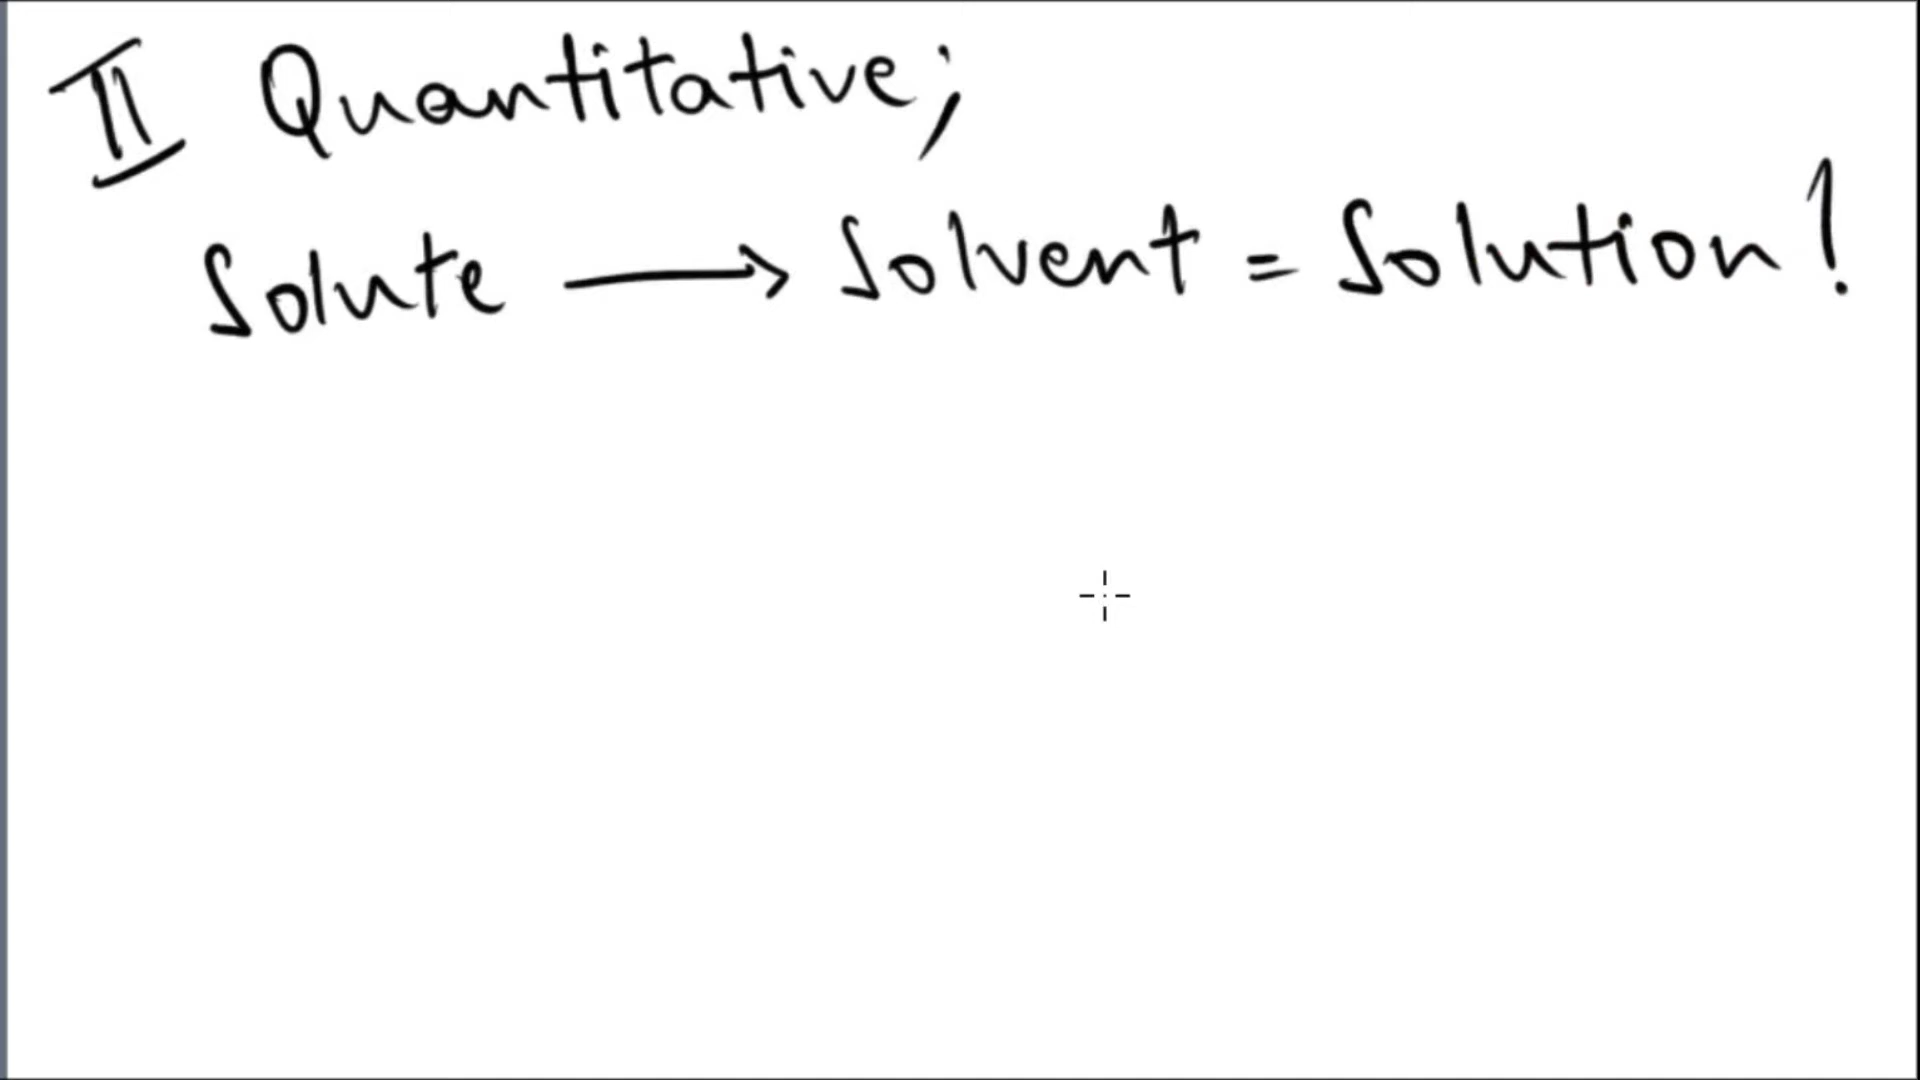 II Quantitative;
Solute → Solvent = Solution!